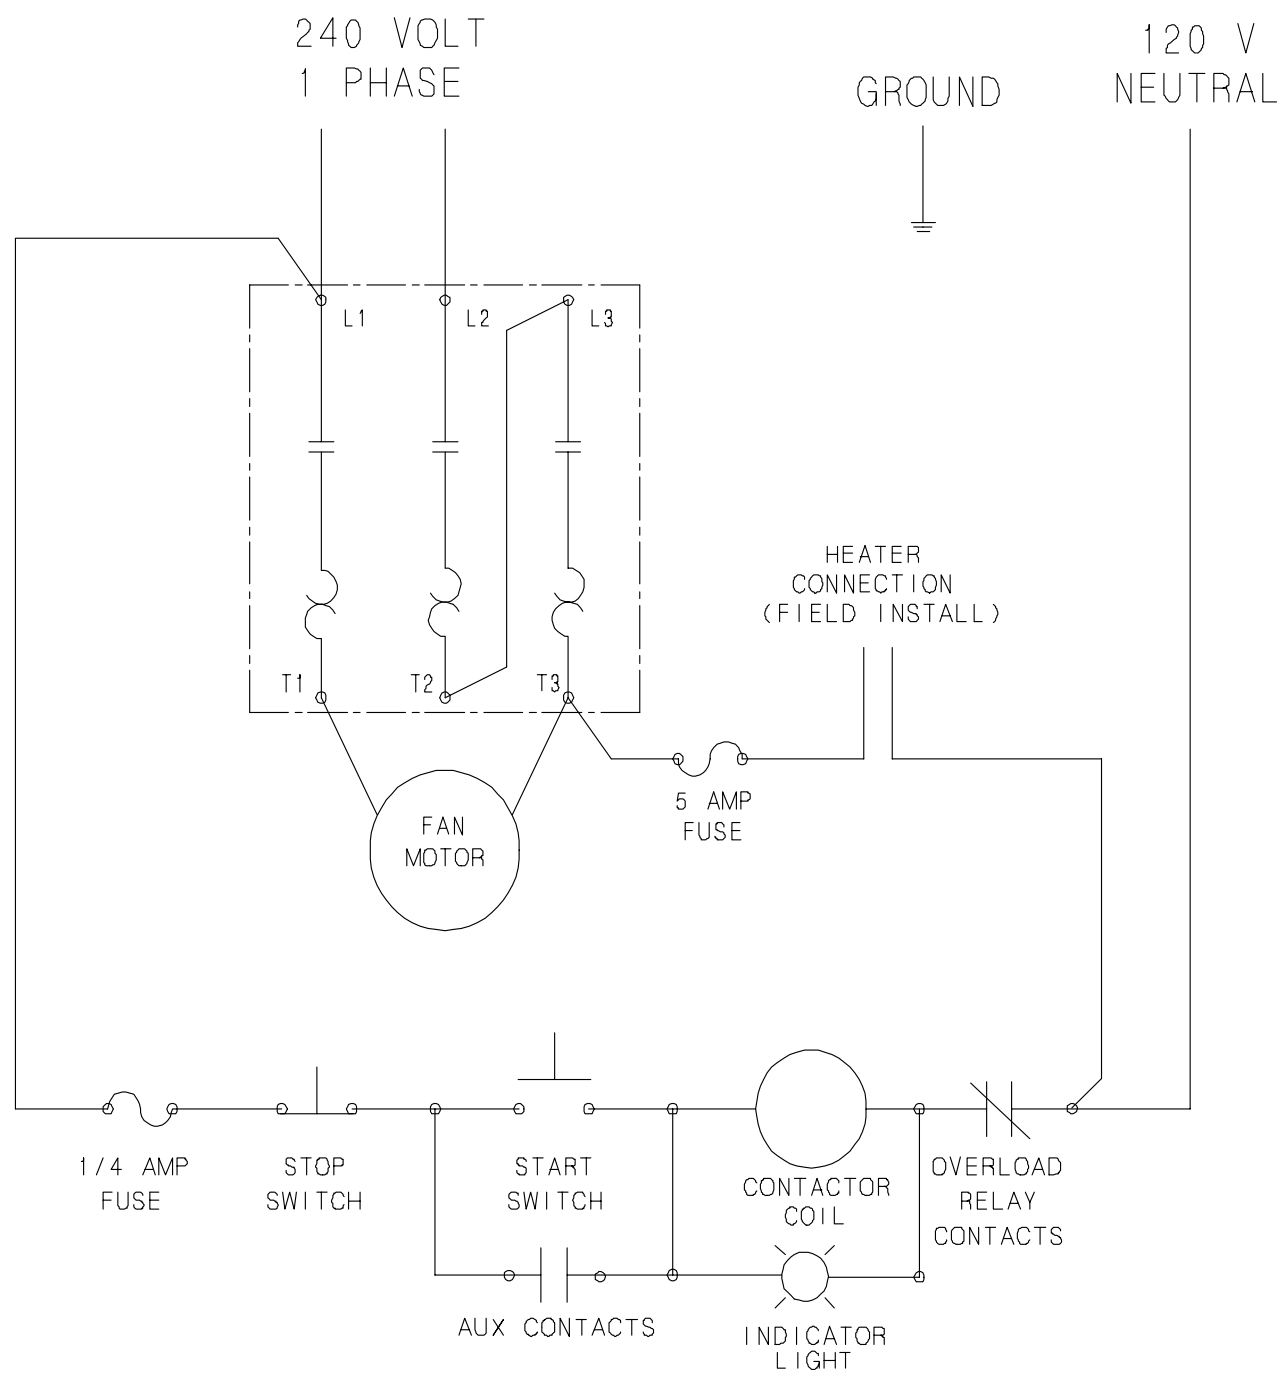 240 VOLT
1 PHASE
GROUND
120 V
NEUTRAL
L1
L2
L3
HEATER
CONNECTION
(FIELD INSTALL)
T1
T2
T3
5 AMP
FUSE
FAN
MOTOR
1/4 AMP
FUSE
STOP
SWITCH
START
SWITCH
CONTACTOR
COIL
OVERLOAD
RELAY
CONTACTS
AUX CONTACTS
INDICATOR
LIGHT